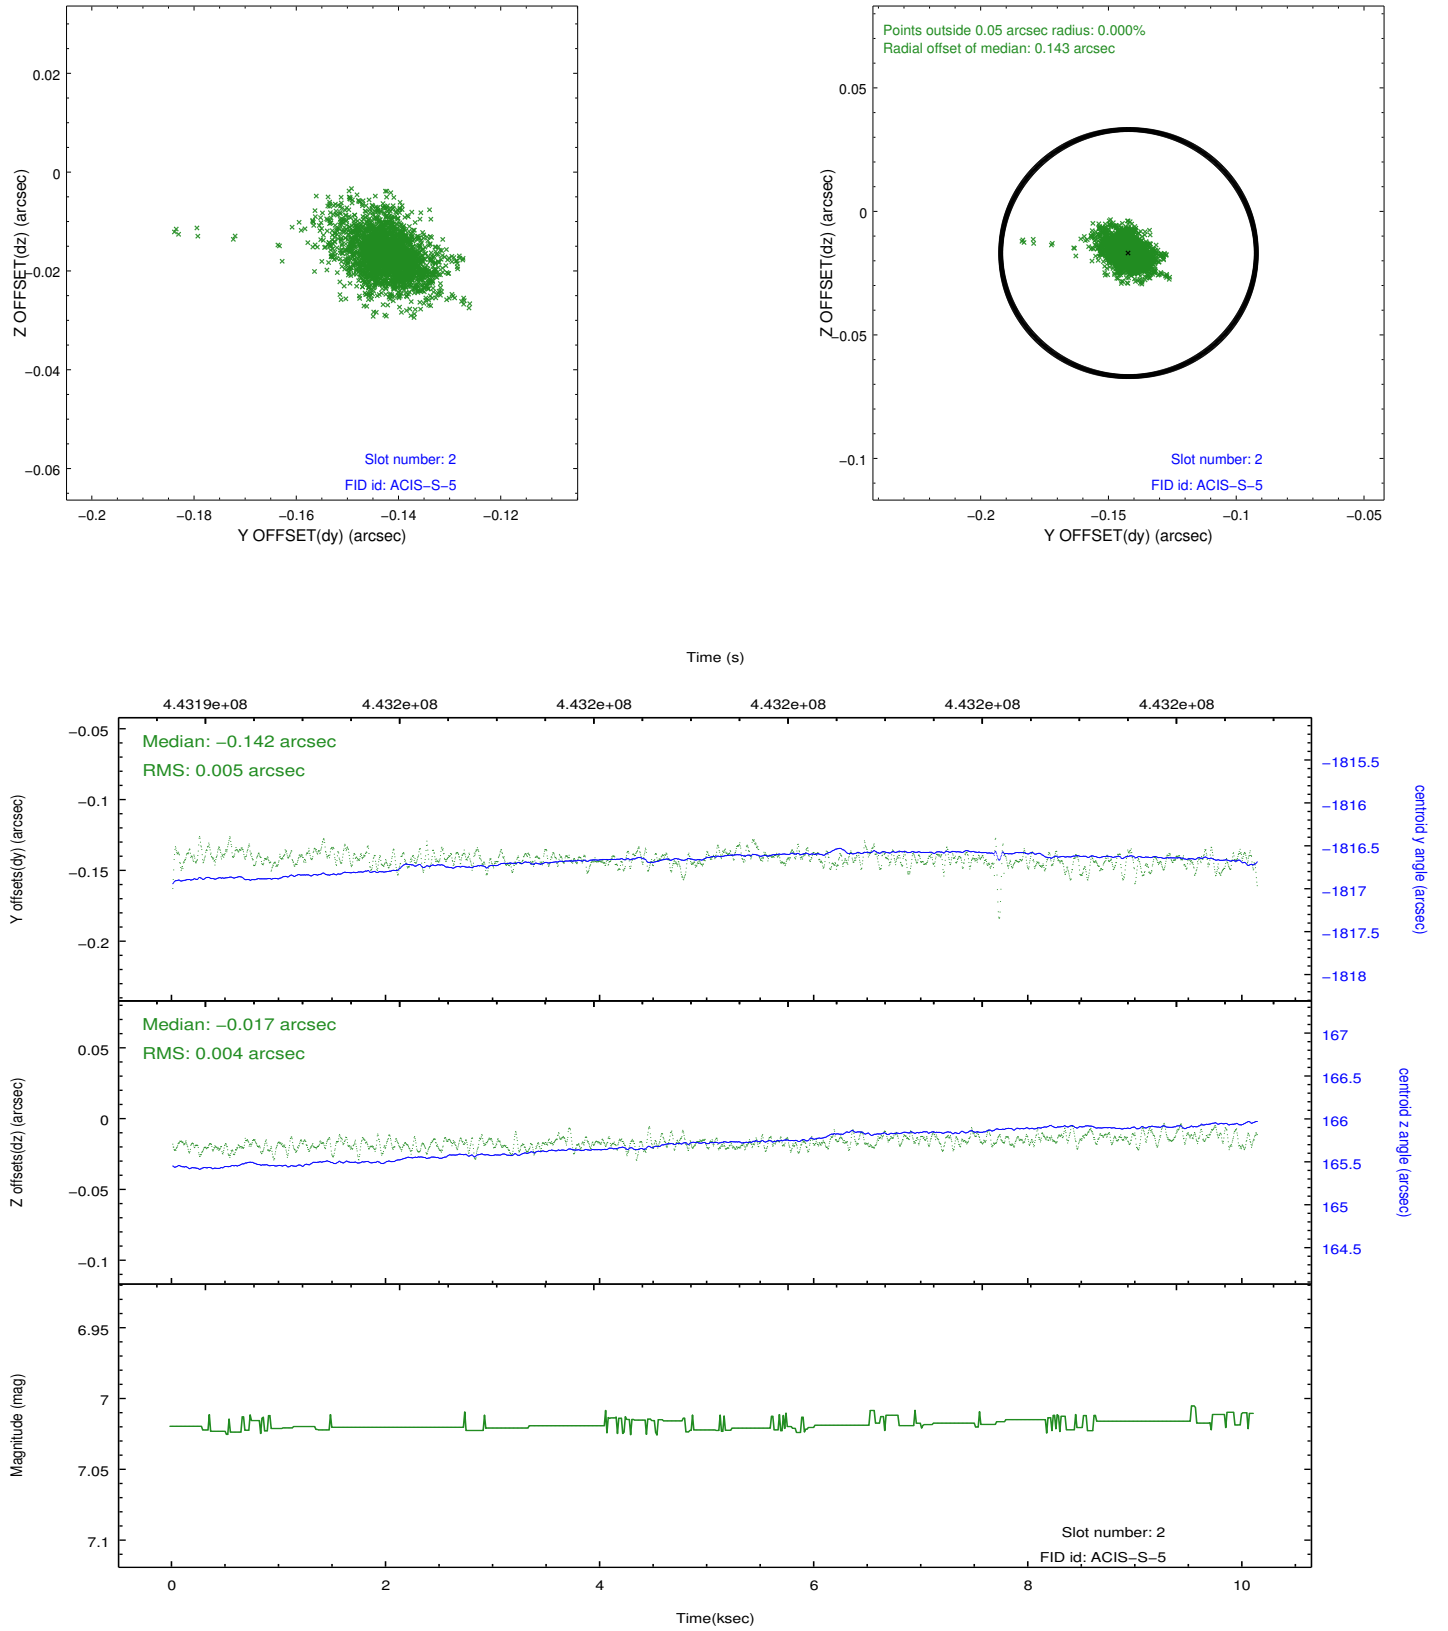 0.02
0
−0.02
−0.04
−0.06
Z OFFSET(dz) (arcsec)
Slot number: 2
FID id: ACIS−S−5
−0.2
−0.18
−0.16
−0.14
−0.12
Y OFFSET(dy) (arcsec)
Points outside 0.05 arcsec radius: 0.000%
Radial offset of median: 0.143 arcsec
0.05
0
−0.05
−0.1
Z OFFSET(dz) (arcsec)
Slot number: 2
FID id: ACIS−S−5
−0.2
−0.15
−0.1
−0.05
Y OFFSET(dy) (arcsec)
Time (s)
4.4319e+08
4.432e+08
4.432e+08
4.432e+08
4.432e+08
4.432e+08
Median: −0.142 arcsec
RMS: 0.005 arcsec
−0.05
−0.1
−0.15
−0.2
Y offsets(dy) (arcsec)
−1815.5
−1816
−1816.5
−1817
−1817.5
−1818
centroid y angle (arcsec)
Median: −0.017 arcsec
RMS: 0.004 arcsec
0.05
0
−0.05
−0.1
Z offsets(dz) (arcsec)
167
166.5
166
165.5
165
164.5
centroid z angle (arcsec)
6.95
7
7.05
7.1
Magnitude (mag)
Slot number: 2
FID id: ACIS−S−5
0
2
4
6
8
10
Time(ksec)